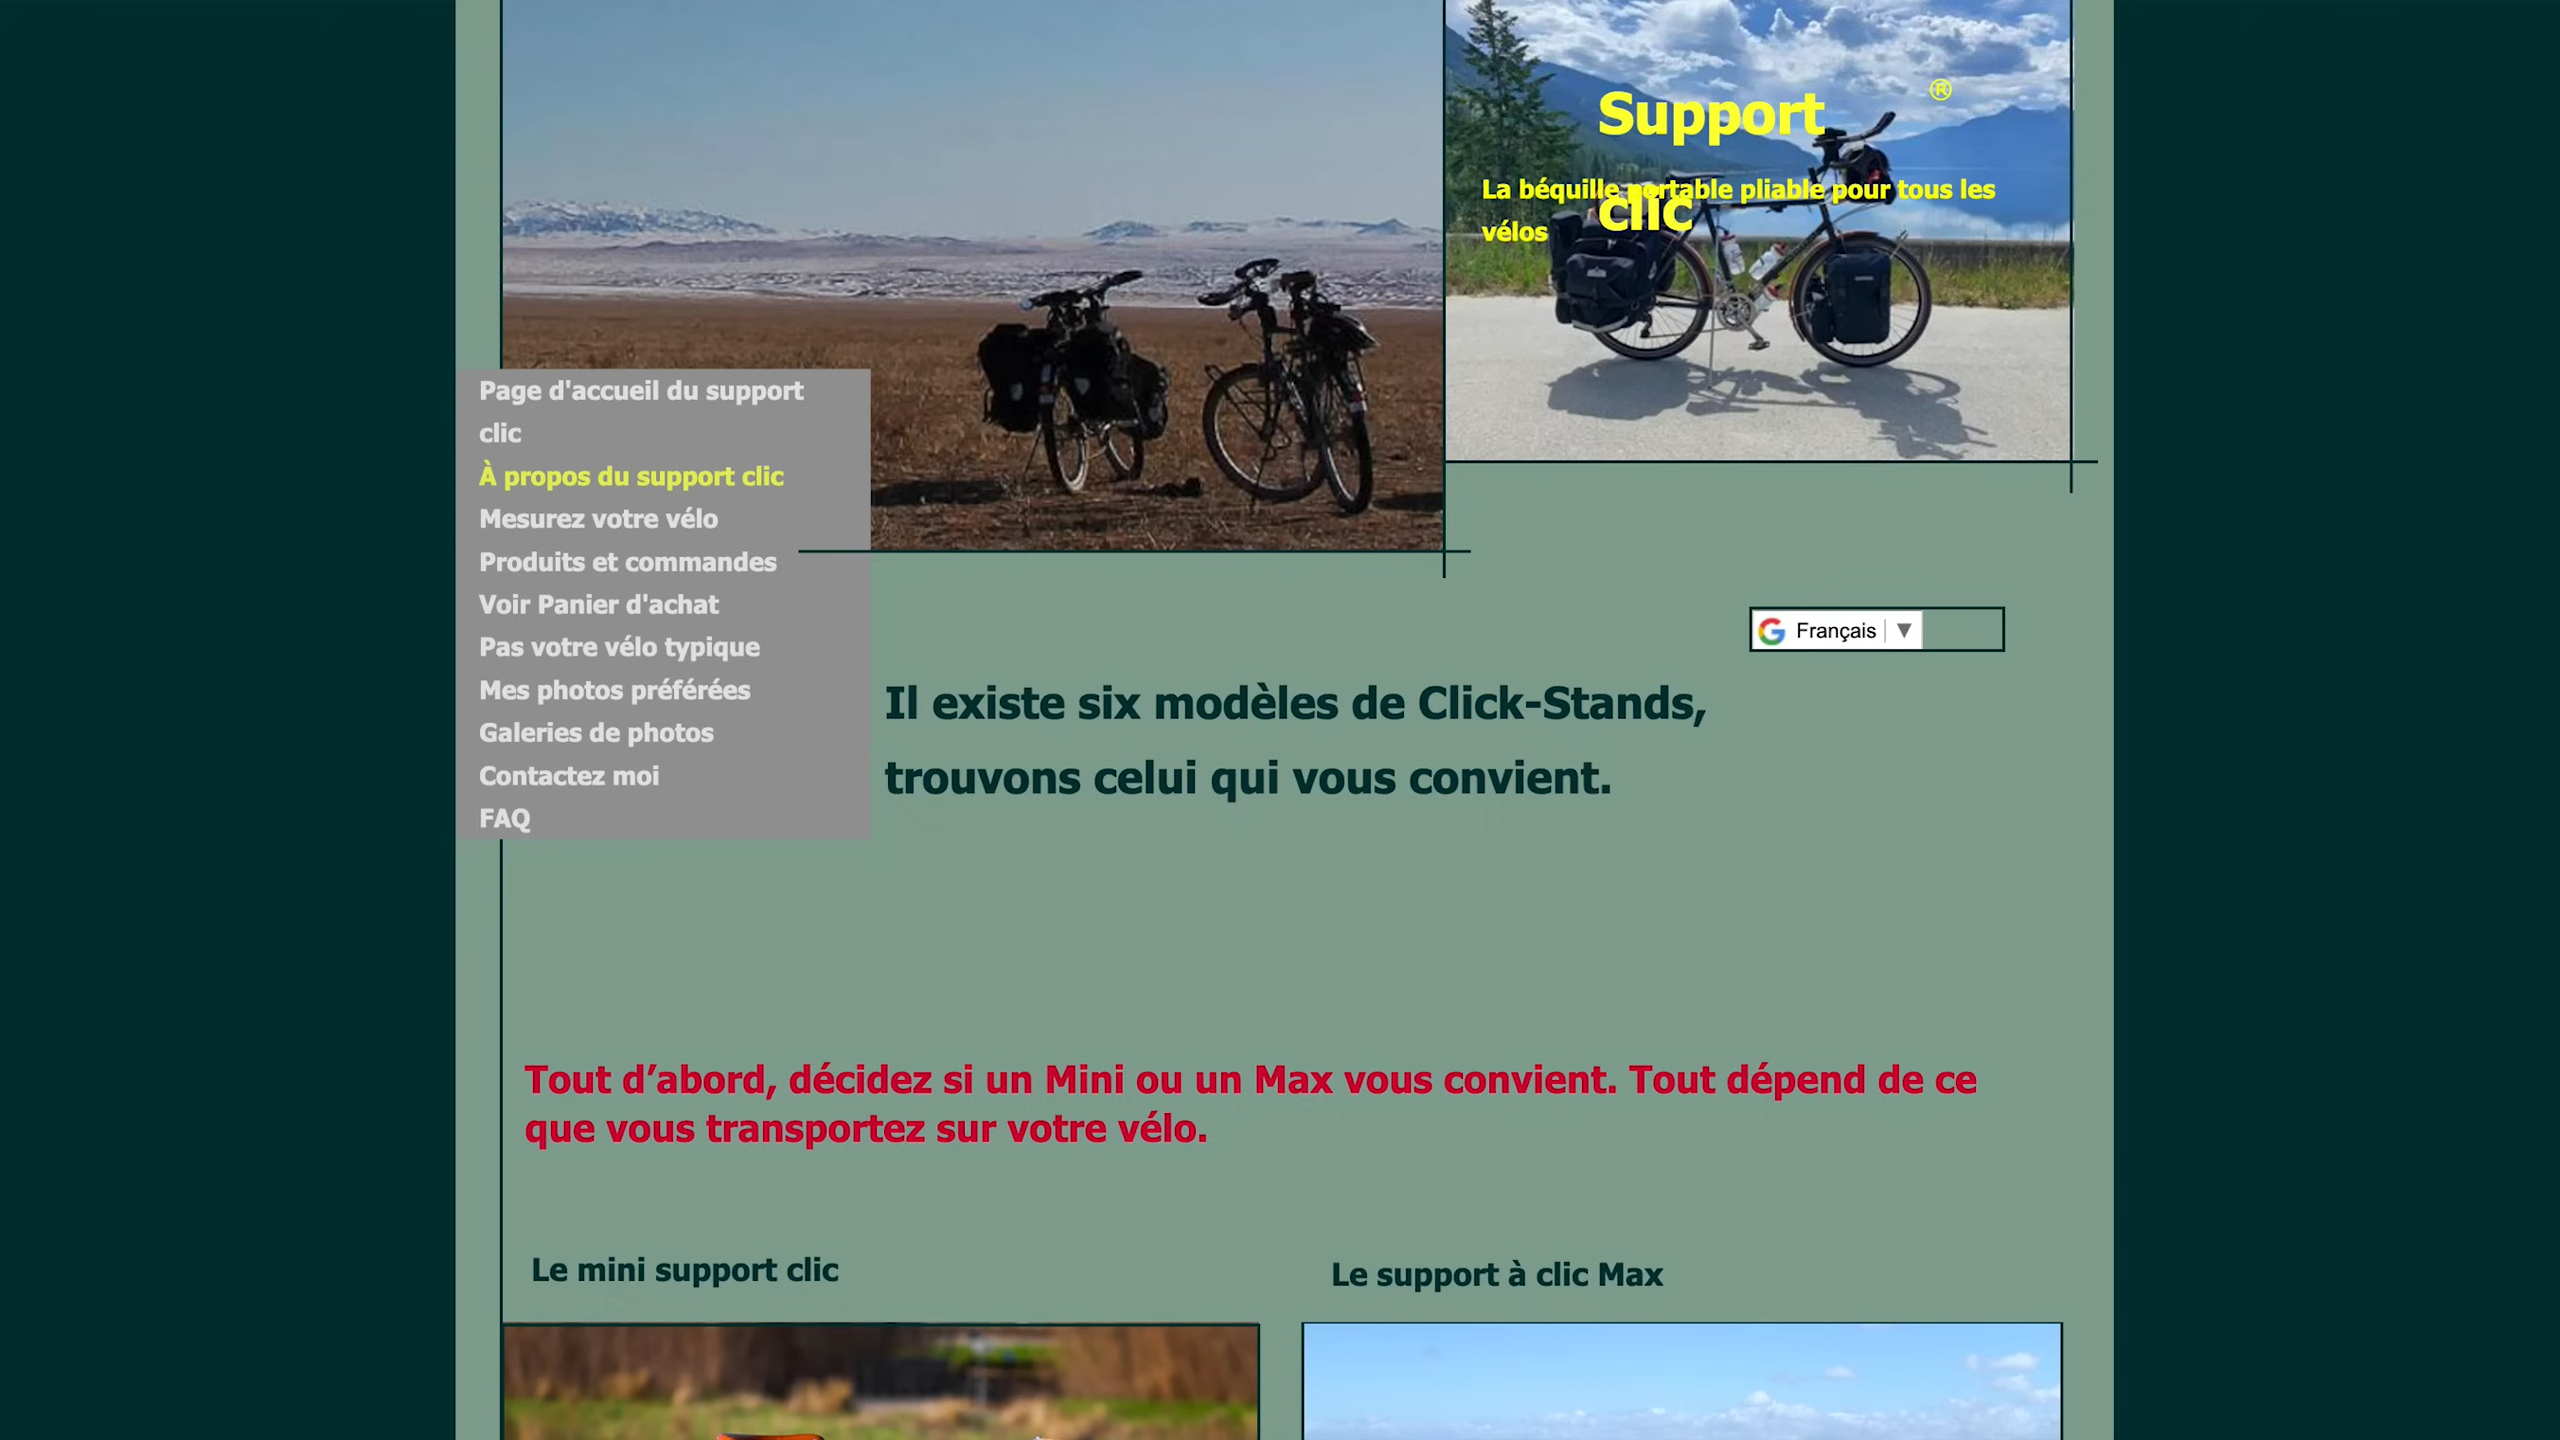 Support
®
clic
La béquille portable pliable pour tous les
vélos
Page d'accueil du support
clic
À propos du support clic
Mesurez votre vélo
Produits et commandes
Voir Panier d'achat
Pas votre vélo typique
Mes photos préférées
Galeries de photos
Contactez moi
FAQ
Français ▼
Il existe six modèles de Click-Stands,
trouvons celui qui vous convient.
Tout d’abord, décidez si un Mini ou un Max vous convient. Tout dépend de ce
que vous transportez sur votre vélo.
Le mini support clic
Le support à clic Max